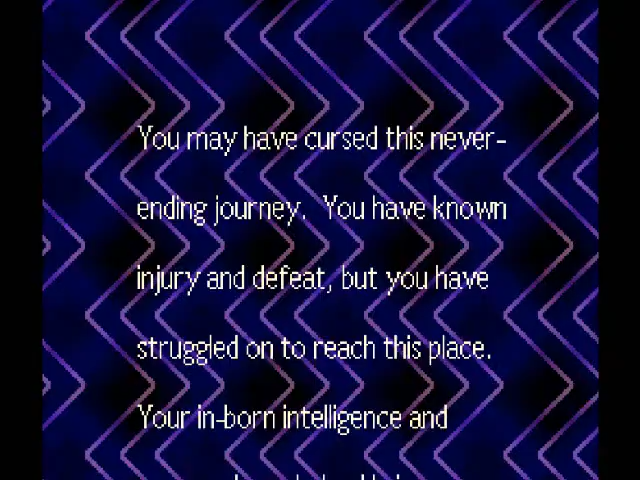 You may have cursed this never-
ending journey. You have known
injury and defeat, but you have
struggled on to reach this place.
Your in-born intelligence and